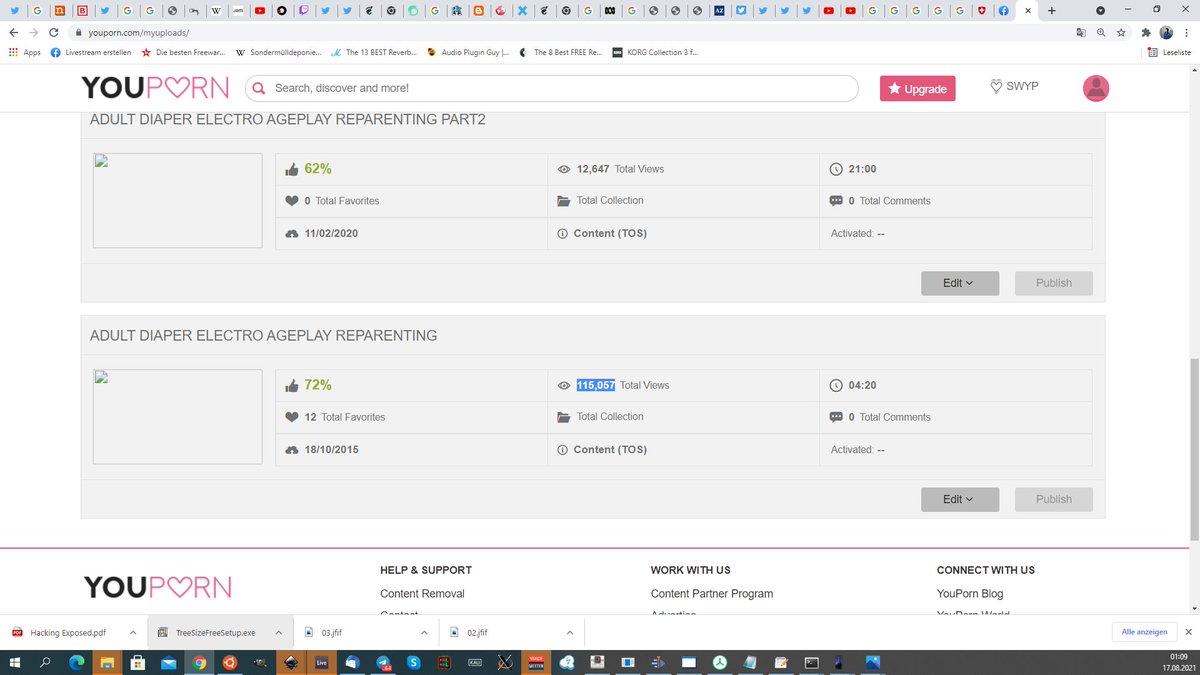 youporn.com/myuploads/
Apps Livestream erstellen Die besten Freewar... Sondermülldeponie... The 13 BEST Reverb... Audio Plugin Guy |... The 8 Best FREE Re... KORG Collection 3 f... Leseliste
YOUPORN Search, discover and more! Upgrade SWYP
ADULT DIAPER ELECTRO AGEPLAY REPARENTING PART2
62% 12,647 Total Views 21:00
0 Total Favorites Total Collection 0 Total Comments
11/02/2020 Content (TOS) Activated: --
Edit Publish
ADULT DIAPER ELECTRO AGEPLAY REPARENTING
72% 115,057 Total Views 04:20
12 Total Favorites Total Collection 0 Total Comments
18/10/2015 Content (TOS) Activated: --
Edit Publish
YOUPORN
HELP & SUPPORT WORK WITH US CONNECT WITH US
Content Removal Content Partner Program YouPorn Blog
Contact Advertise YouPorn World
Hacking Exposed.pdf TreeSizeFreeSetup.exe 03.jfif 02.jfif Alle anzeigen
01:09
17.08.2021